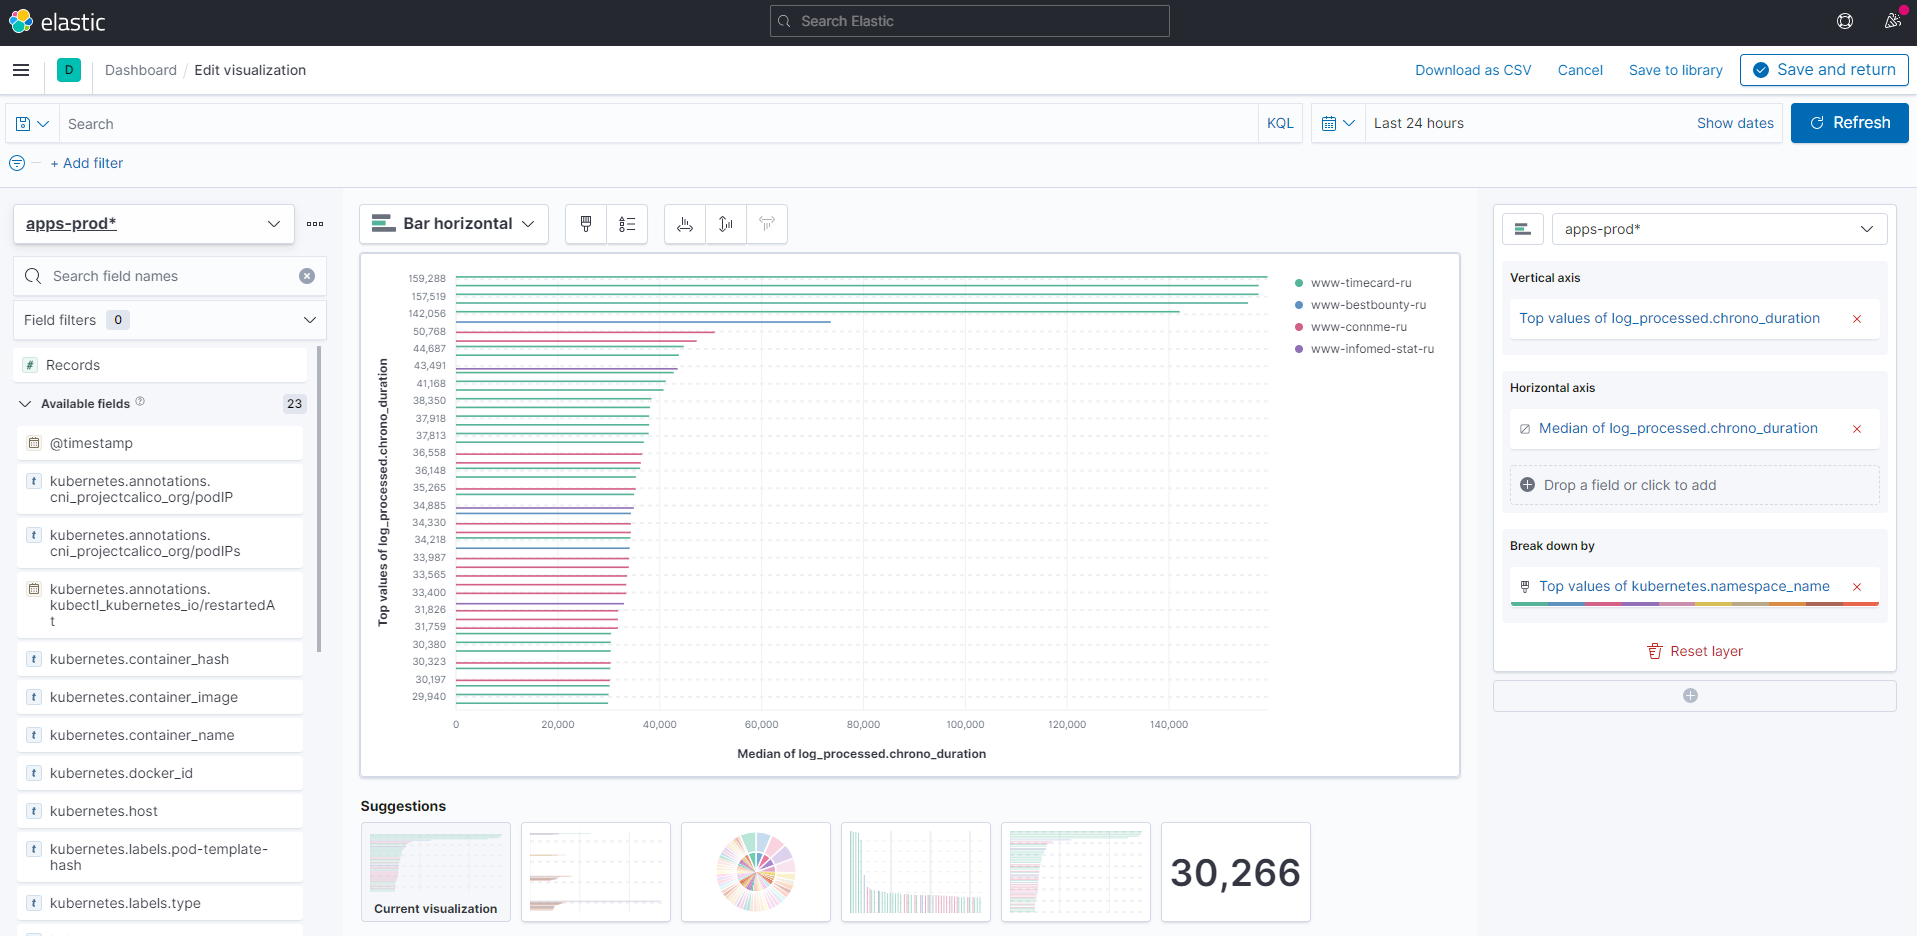 elastic
Search Elastic
D
Dashboard / Edit visualization
Download as CSV
Cancel
Save to library
Save and return
Search
KQL
Last 24 hours
Show dates
Refresh
+ Add filter
apps-prod*
Search field names
Field filters 0
# Records
Available fields 23
@timestamp
t kubernetes.annotations.
cni_projectcalico_org/podIP
t kubernetes.annotations.
cni_projectcalico_org/podIPs
kubernetes.annotations.
kubectl_kubernetes_io/restartedA
t
t kubernetes.container_hash
t kubernetes.container_image
t kubernetes.container_name
t kubernetes.docker_id
t kubernetes.host
t kubernetes.labels.pod-template-
hash
t kubernetes.labels.type
Bar horizontal
Top values of log_processed.chrono_duration
159,288
157,519
142,056
50,768
44,687
43,491
41,168
38,350
37,918
37,813
36,558
36,148
35,265
34,885
34,330
34,218
33,987
33,565
33,400
31,826
31,759
30,380
30,323
30,197
29,940
0
20,000
40,000
60,000
80,000
100,000
120,000
140,000
Median of log_processed.chrono_duration
www-timecard-ru
www-bestbounty-ru
www-connme-ru
www-infomed-stat-ru
Suggestions
Current visualization
30,266
apps-prod*
Vertical axis
Top values of log_processed.chrono_duration
Horizontal axis
Median of log_processed.chrono_duration
Drop a field or click to add
Break down by
Top values of kubernetes.namespace_name
Reset layer